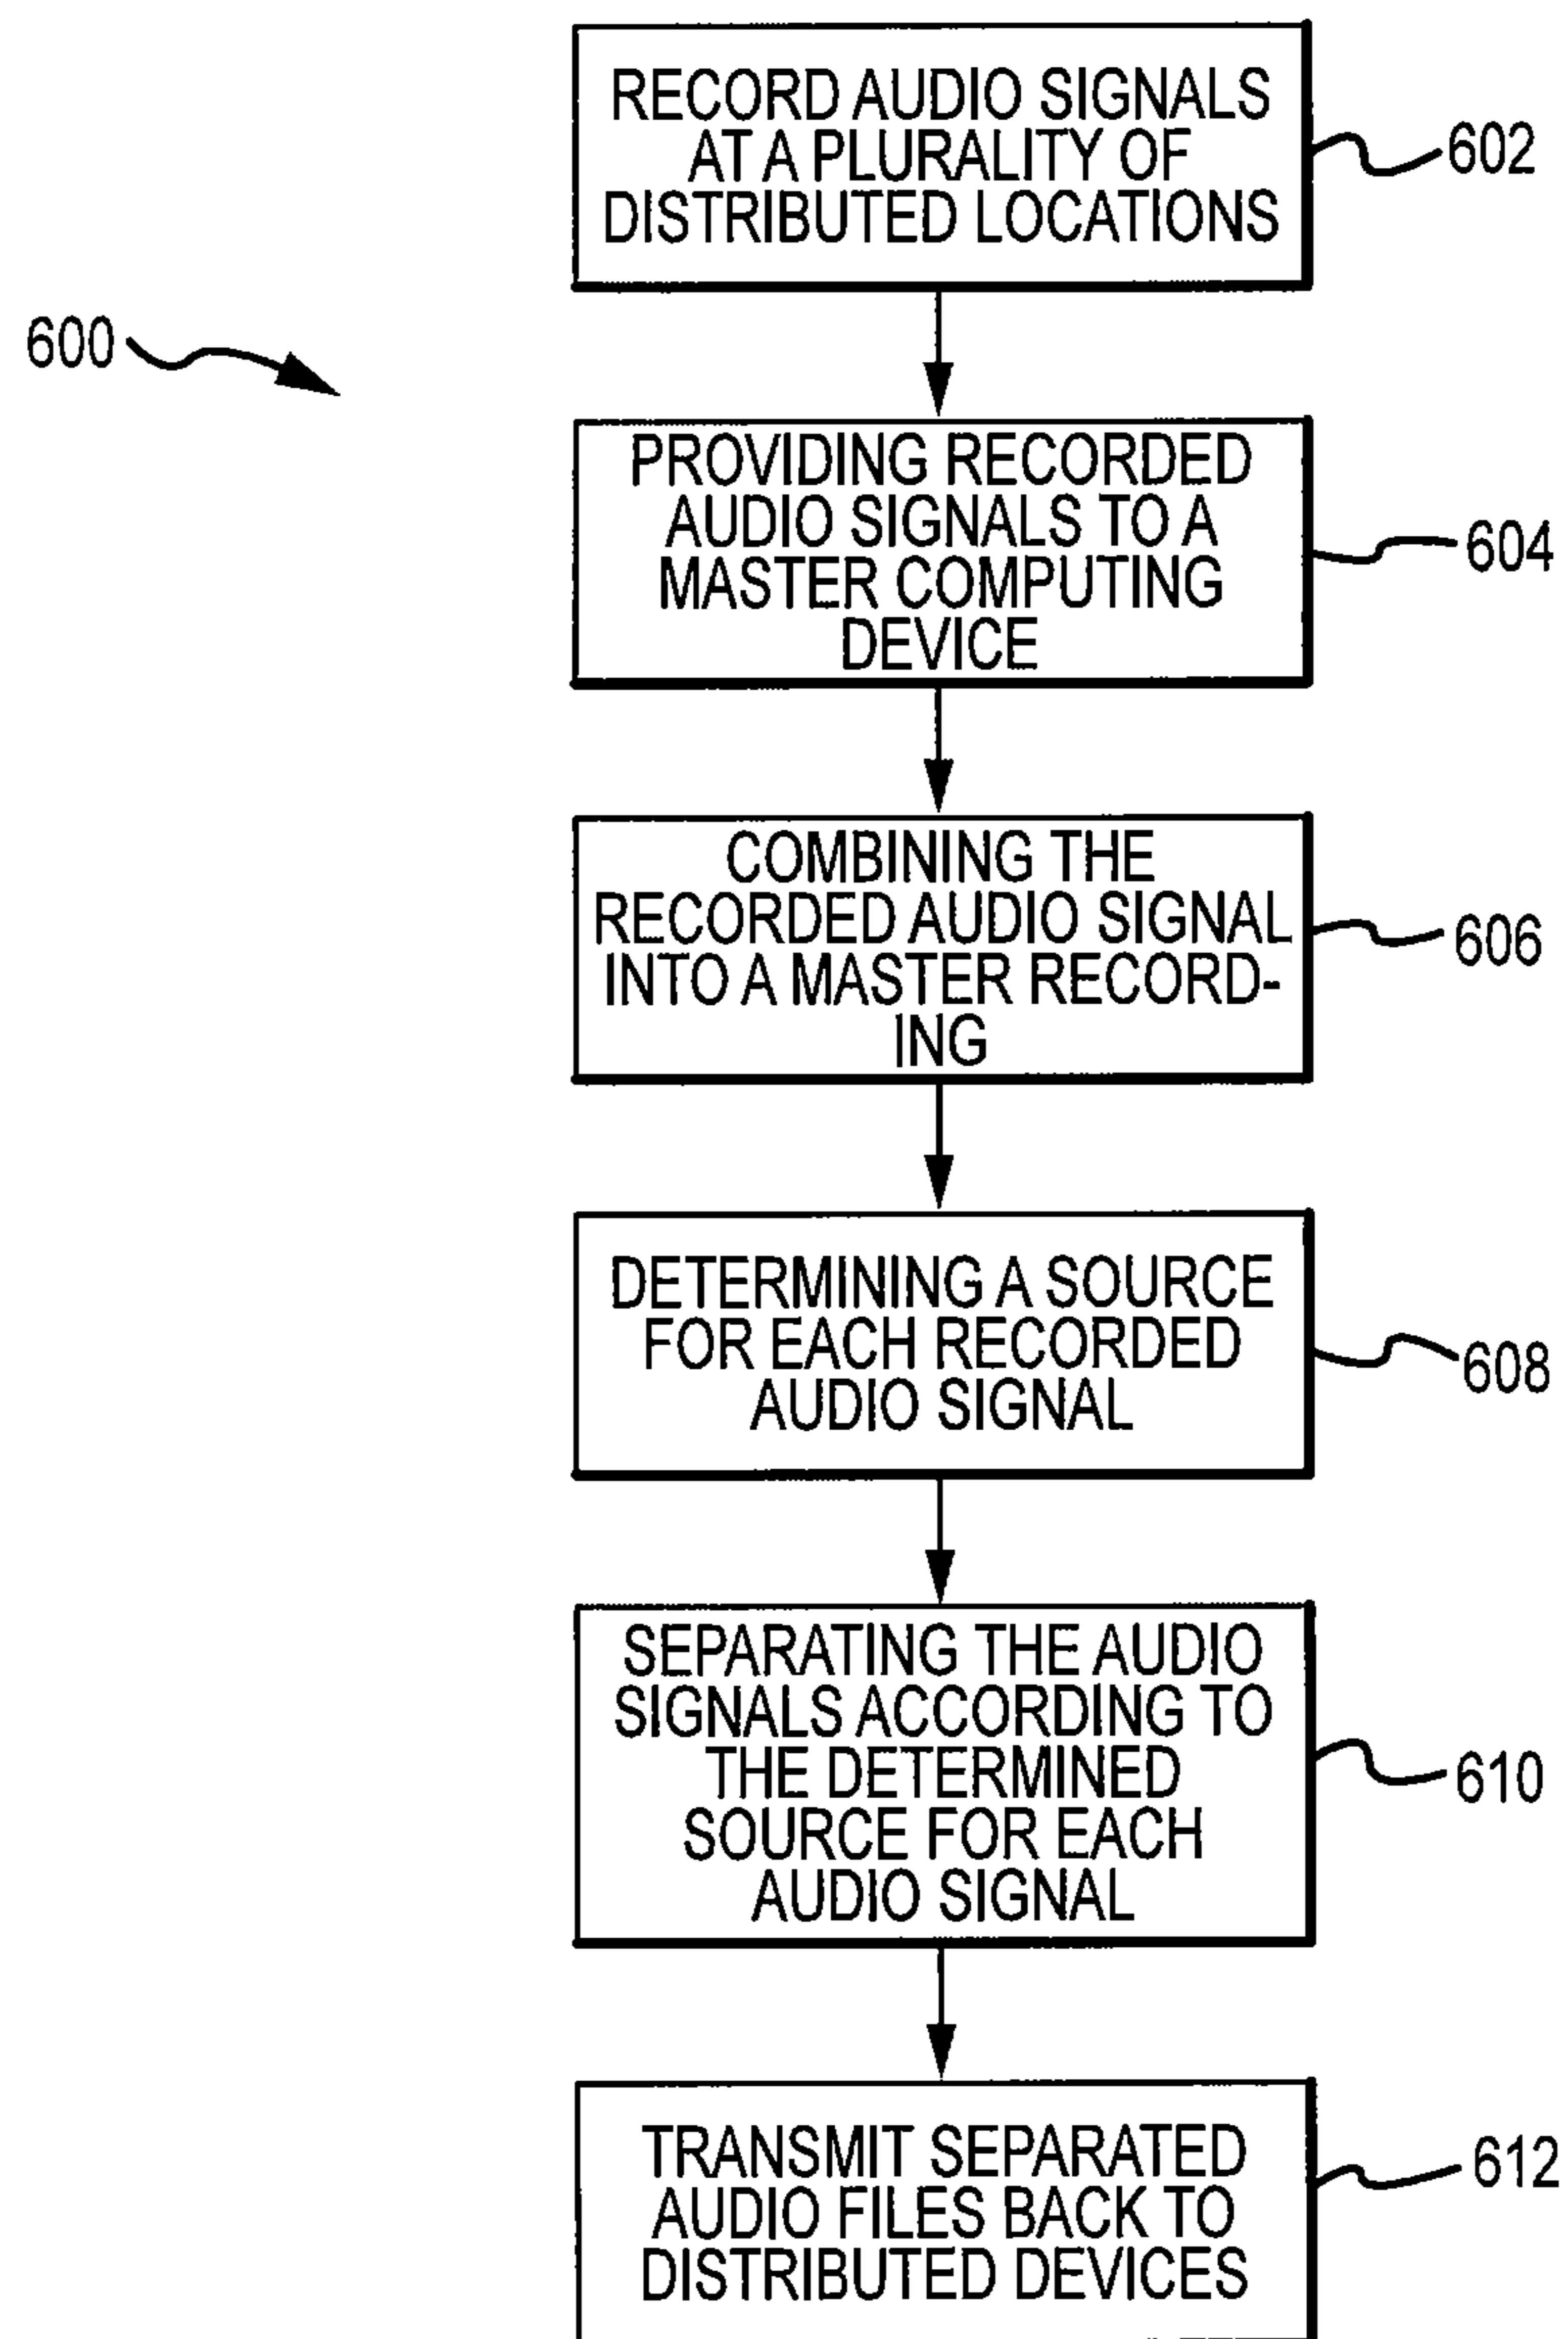 RECORD AUDIO SIGNALS
AT A PLURALITY OF
DISTRIBUTED LOCATIONS
602
600
PROVIDING RECORDED
AUDIO SIGNALS TO A
MASTER COMPUTING
DEVICE
604
COMBINING THE
RECORDED AUDIO SIGNAL
INTO A MASTER RECORD-
ING
606
DETERMINING A SOURCE
FOR EACH RECORDED
AUDIO SIGNAL
608
SEPARATING THE AUDIO
SIGNALS ACCORDING TO
THE DETERMINED
SOURCE FOR EACH
AUDIO SIGNAL
610
TRANSMIT SEPARATED
AUDIO FILES BACK TO
DISTRIBUTED DEVICES
612